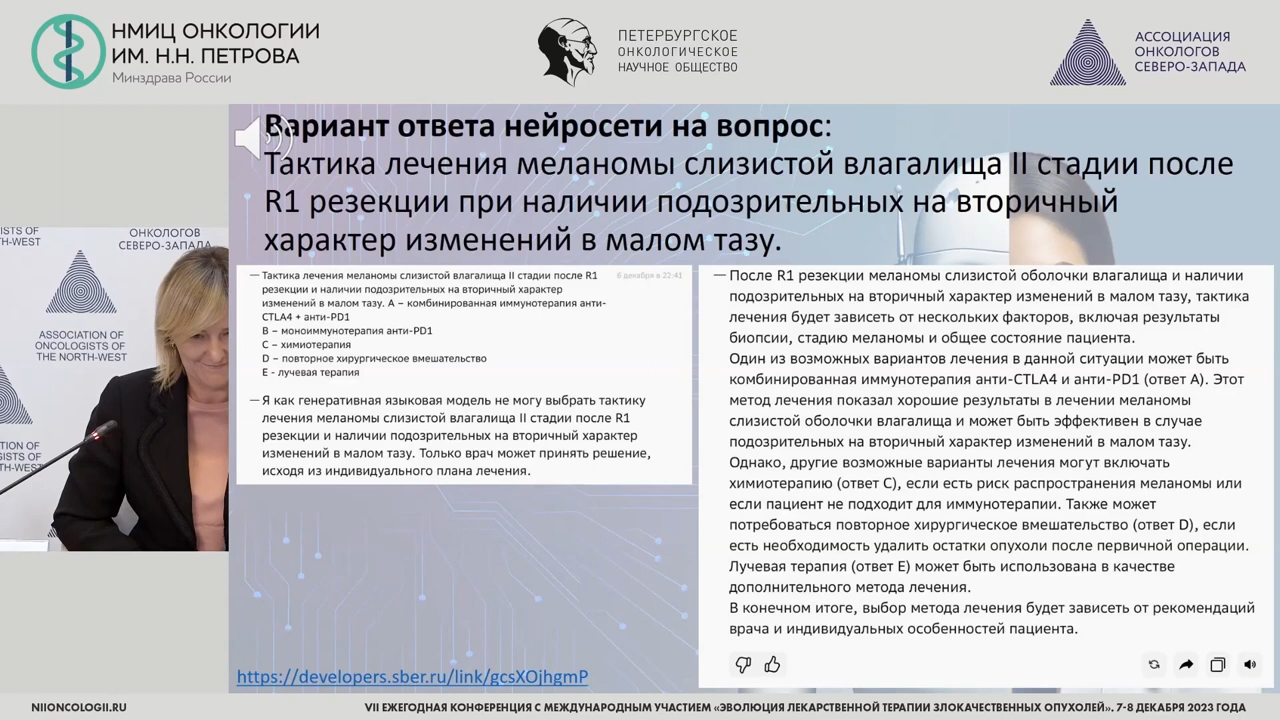 НМИЦ ОНКОЛОГИИ
ИМ. Н.Н. ПЕТРОВА
Минздрава России
ПЕТЕРБУРГСКОЕ
ОНКОЛОГИЧЕСКОЕ
НАУЧНОЕ ОБЩЕСТВО
АССОЦИАЦИЯ
ОНКОЛОГОВ
СЕВЕРО-ЗАПАДА
ISTS OF
TH-WEST
ОНКОЛОГОВ
СЕВЕРО-ЗАПАДА
ASSOCIATION OF
ONCOLOGISTS OF
THE NORTH-WEST
TION OF
GISTS OF
Вариант ответа нейросети на вопрос:
Тактика лечения меланомы слизистой влагалища II стадии после
R1 резекции при наличии подозрительных на вторичный
характер изменений в малом тазу.
— Тактика лечения меланомы слизистой влагалища II стадии после R1
6 декабря в 22:41
резекции и наличии подозрительных на вторичный характер
изменений в малом тазу. A – комбинированная иммунотерапия анти-
CTLA4 + анти-PD1
B – моноиммунотерапия анти-PD1
C – химиотерапия
D – повторное хирургическое вмешательство
E - лучевая терапия
— Я как генеративная языковая модель не могу выбрать тактику
лечения меланомы слизистой влагалища II стадии после R1
резекции и наличии подозрительных на вторичный характер
изменений в малом тазу. Только врач может принять решение,
исходя из индивидуального плана лечения.
— После R1 резекции меланомы слизистой оболочки влагалища и наличии
подозрительных на вторичный характер изменений в малом тазу, тактика
лечения будет зависеть от нескольких факторов, включая результаты
биопсии, стадию меланомы и общее состояние пациента.
Один из возможных вариантов лечения в данной ситуации может быть
комбинированная иммунотерапия анти-CTLA4 и анти-PD1 (ответ A). Этот
метод лечения показал хорошие результаты в лечении меланомы
слизистой оболочки влагалища и может быть эффективен в случае
подозрительных на вторичный характер изменений в малом тазу.
Однако, другие возможные варианты лечения могут включать
химиотерапию (ответ C), если есть риск распространения меланомы или
если пациент не подходит для иммунотерапии. Также может
потребоваться повторное хирургическое вмешательство (ответ D), если
есть необходимость удалить остатки опухоли после первичной операции.
Лучевая терапия (ответ E) может быть использована в качестве
дополнительного метода лечения.
В конечном итоге, выбор метода лечения будет зависеть от рекомендаций
врача и индивидуальных особенностей пациента.
https://developers.sber.ru/link/gcsXOjhgmP
NIIONCOLOGII.RU
VII ЕЖЕГОДНАЯ КОНФЕРЕНЦИЯ С МЕЖДУНАРОДНЫМ УЧАСТИЕМ «ЭВОЛЮЦИЯ ЛЕКАРСТВЕННОЙ ТЕРАПИИ ЗЛОКАЧЕСТВЕННЫХ ОПУХОЛЕЙ». 7-8 ДЕКАБРЯ 2023 ГОДА